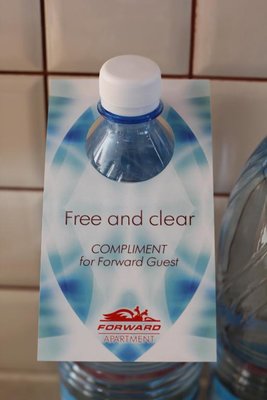 Free and clear
COMPLIMENT
for Forward Guest
FORWARD
APARTMENT